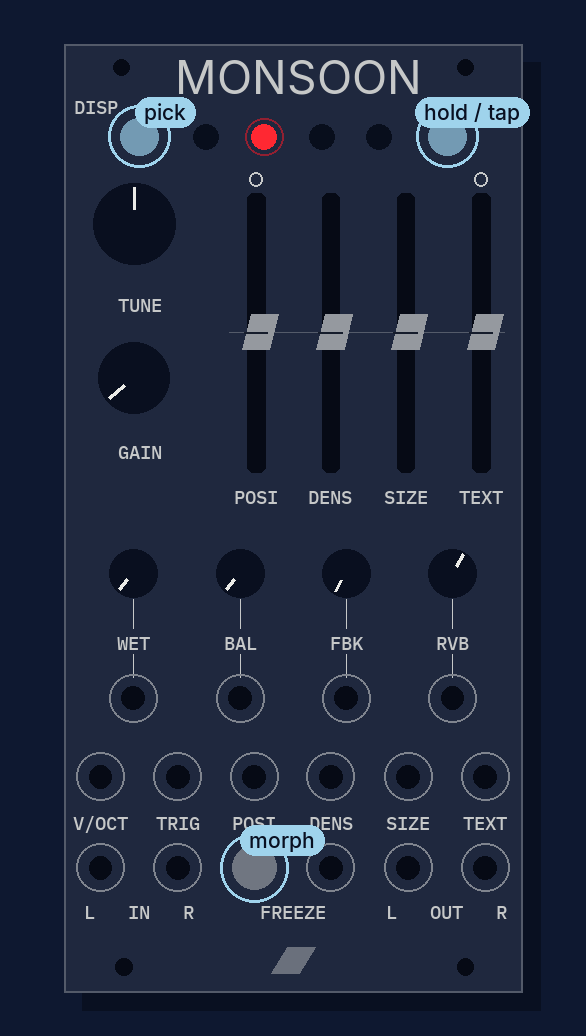 MONSOON
DISP pick hold / tap
TUNE
GAIN
POSI DENS SIZE TEXT
WET BAL FBK RVB
V/OCT TRIG POSI DENS SIZE TEXT
morph
L IN R FREEZE L OUT R